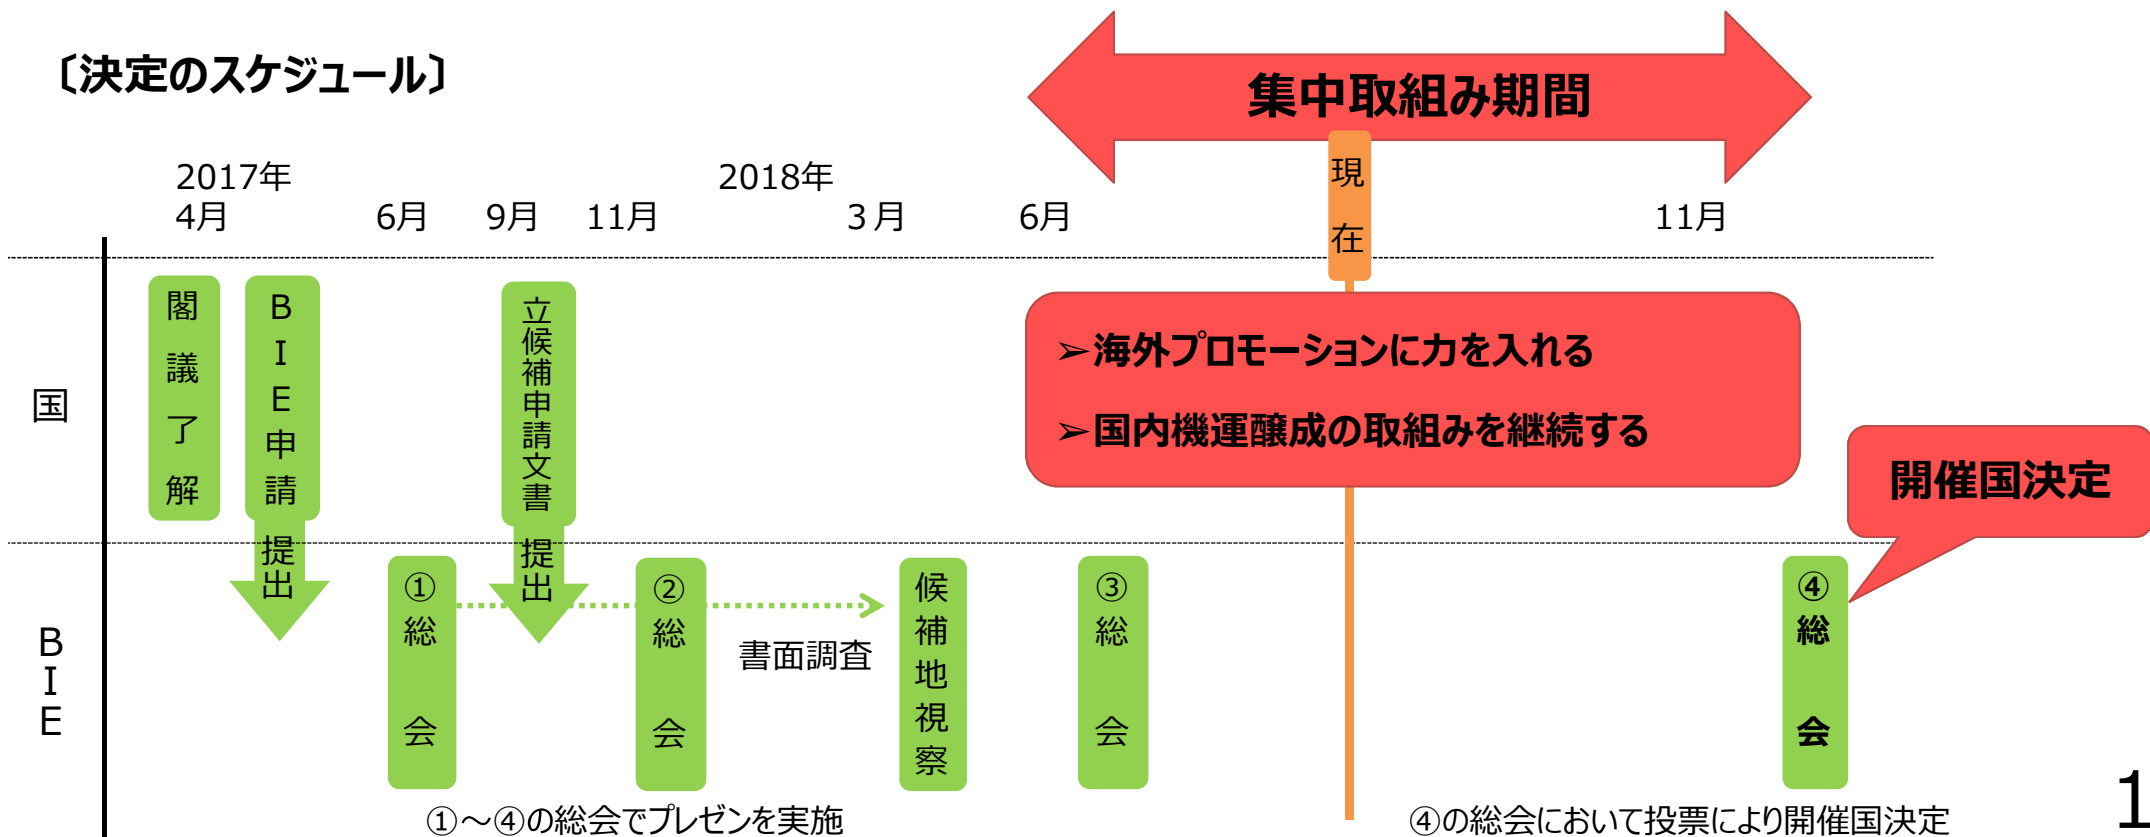 〔決定のスケジュール〕
集中取組み期間
現在
2017年
2018年
4月 6月 9月 11月 3月 6月 11月
国
閣議了解
BIE申請
提出
立候補申請文書
提出
➢海外プロモーションに力を入れる
➢国内機運醸成の取組みを継続する
開催国決定
BIE
①総会
②総会
書面調査
候補地視察
③総会
④総会
①～④の総会でプレゼンを実施
④の総会において投票により開催国決定
1